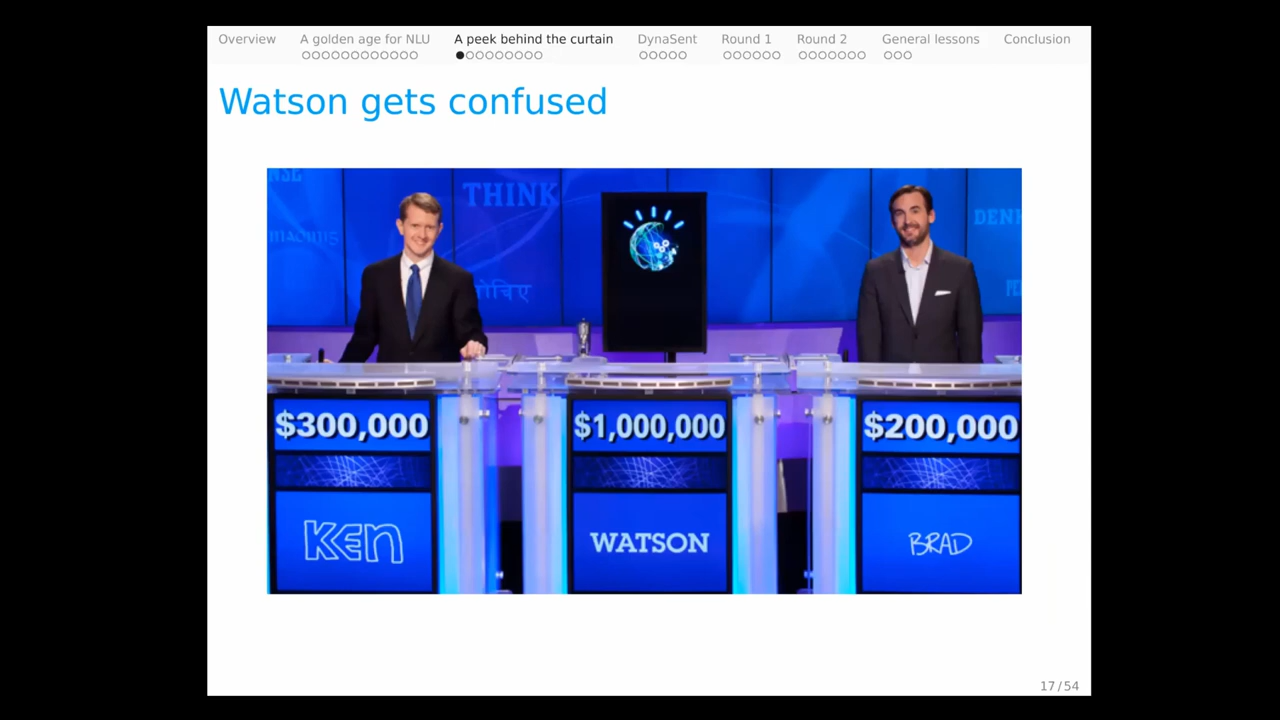 Overview
A golden age for NLU
A peek behind the curtain
DynaSent
Round 1
Round 2
General lessons
Conclusion
Watson gets confused
THINK
$300,000
$1,000,000
$200,000
KEN
WATSON
BRAD
17/54